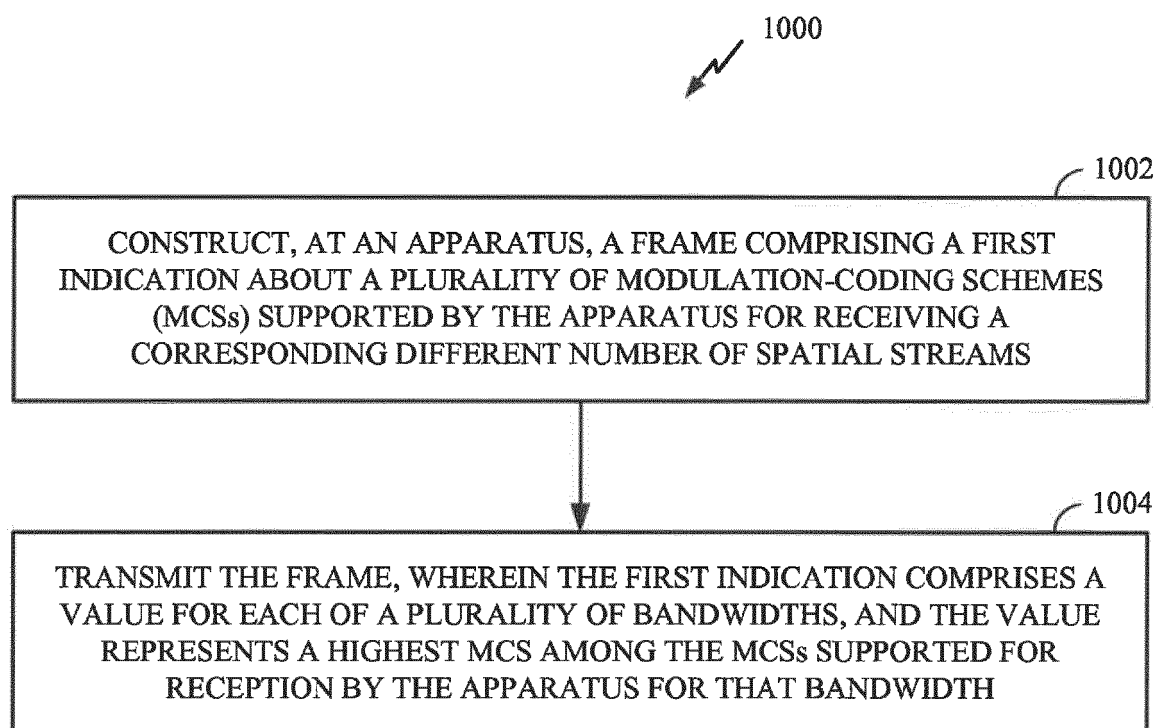 1000
1002
CONSTRUCT, AT AN APPARATUS, A FRAME COMPRISING A FIRST
INDICATION ABOUT A PLURALITY OF MODULATION-CODING SCHEMES
(MCSs) SUPPORTED BY THE APPARATUS FOR RECEIVING A
CORRESPONDING DIFFERENT NUMBER OF SPATIAL STREAMS
1004
TRANSMIT THE FRAME, WHEREIN THE FIRST INDICATION COMPRISES A
VALUE FOR EACH OF A PLURALITY OF BANDWIDTHS, AND THE VALUE
REPRESENTS A HIGHEST MCS AMONG THE MCSs SUPPORTED FOR
RECEPTION BY THE APPARATUS FOR THAT BANDWIDTH